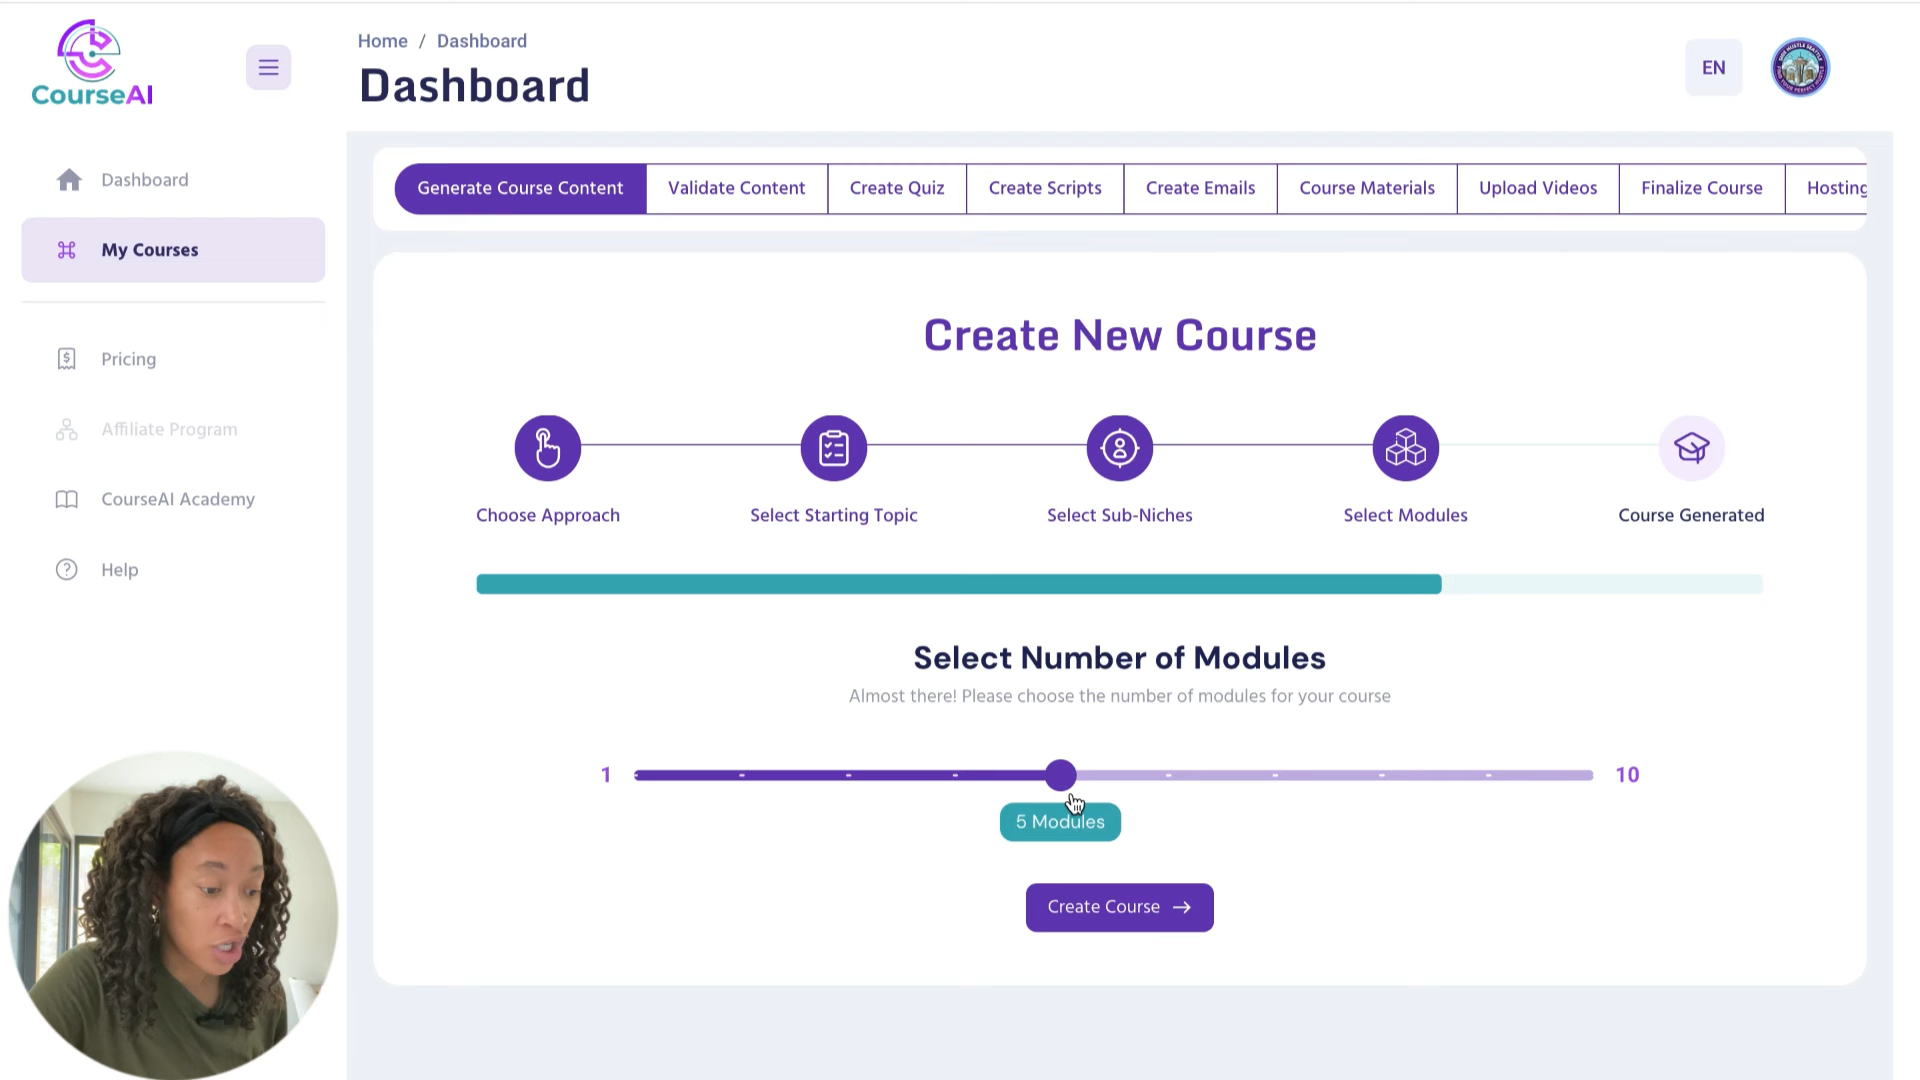 CourseAI
Home / Dashboard
Dashboard
EN
Dashboard
My Courses
Pricing
Affiliate Program
CourseAI Academy
Help
Generate Course Content
Validate Content
Create Quiz
Create Scripts
Create Emails
Course Materials
Upload Videos
Finalize Course
Hosting
Create New Course
Choose Approach
Select Starting Topic
Select Sub-Niches
Select Modules
Course Generated
Select Number of Modules
Almost there! Please choose the number of modules for your course
1
10
5 Modules
Create Course